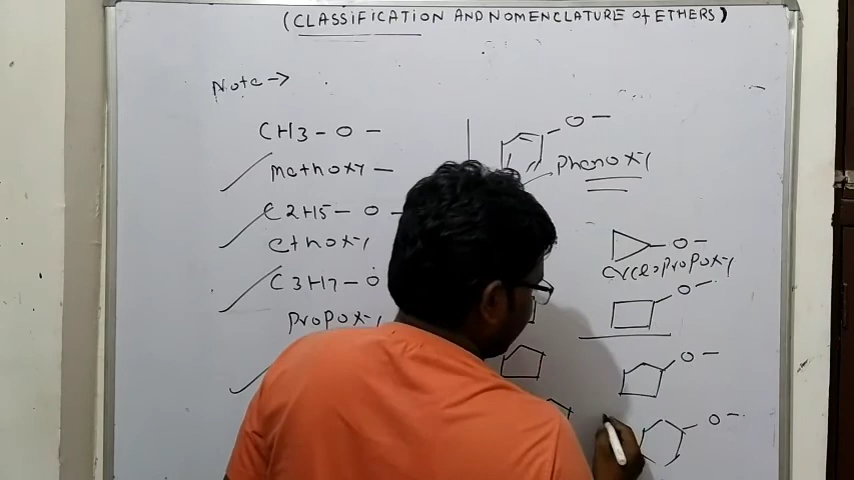 (CLASSIFICATION AND NOMENCLATURE of ETHERS)
Note →
CH3 - O -
methoxy -
C2H5 - O -
Ethoxy
C3H7 - O
Propoxy
O -
Phenoxy
O -
cyclopropoxy
O -
O -
O -